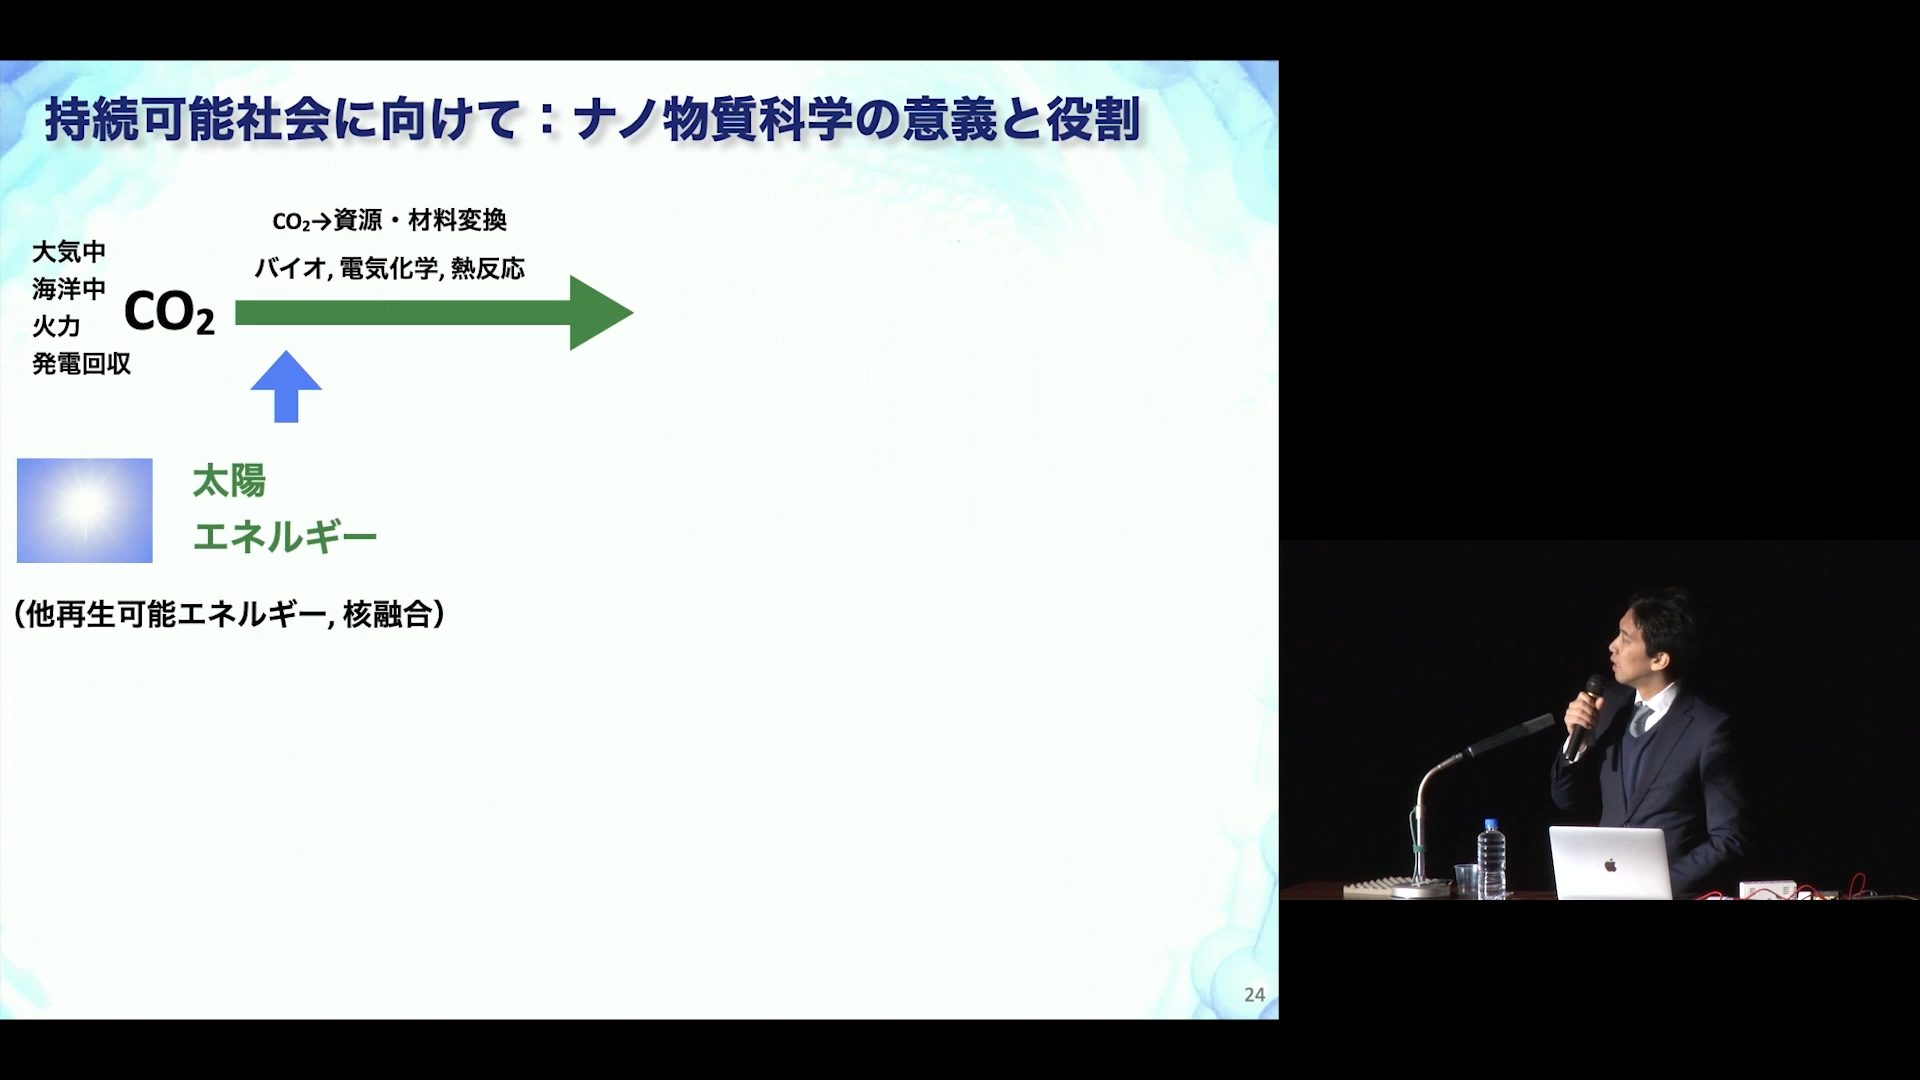 持続可能社会に向けて：ナノ物質科学の意義と役割
CO₂→資源・材料変換
バイオ, 電気化学, 熱反応
大気中
海洋中
火力
発電回収
CO₂
太陽
エネルギー
（他再生可能エネルギー, 核融合）
24